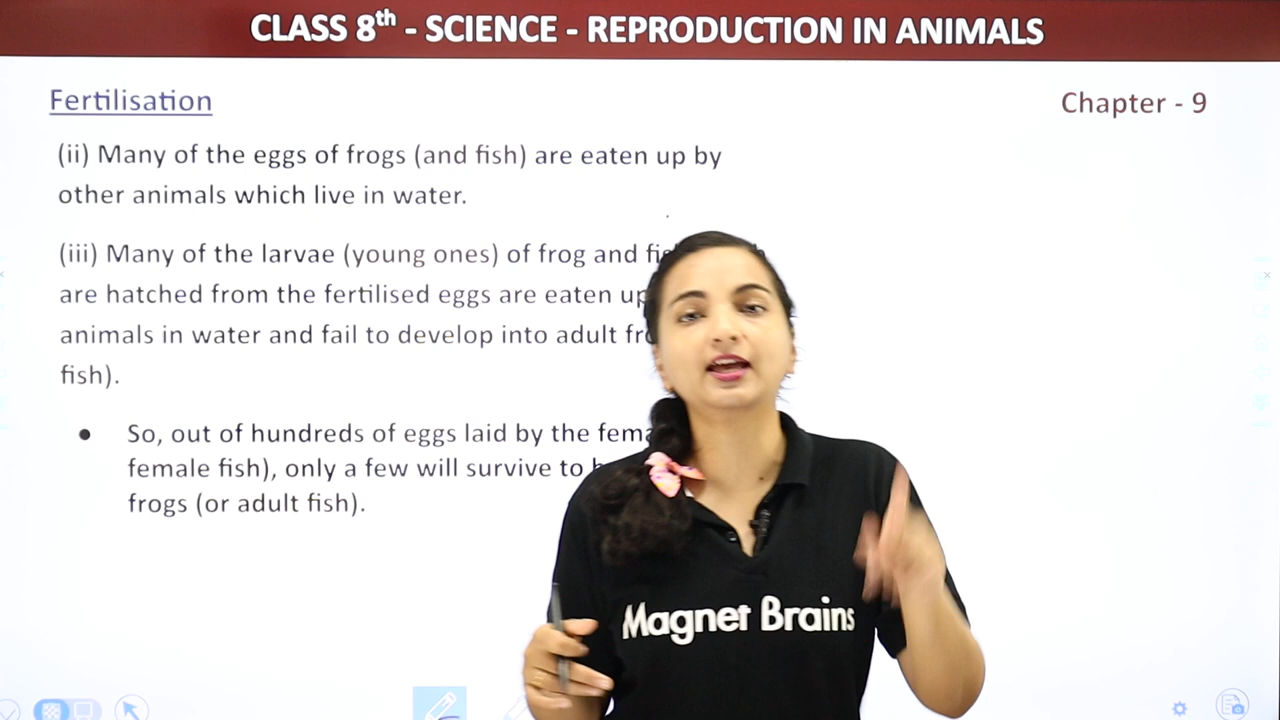 CLASS 8th - SCIENCE - REPRODUCTION IN ANIMALS
Fertilisation
Chapter - 9
(ii) Many of the eggs of frogs (and fish) are eaten up by
other animals which live in water.
(iii) Many of the larvae (young ones) of frog and
are hatched from the fertilised eggs are eaten up
animals in water and fail to develop into adult
fish).
● So, out of hundreds of eggs laid by the
female fish), only a few will survive to
frogs (or adult fish).
Magnet Brains